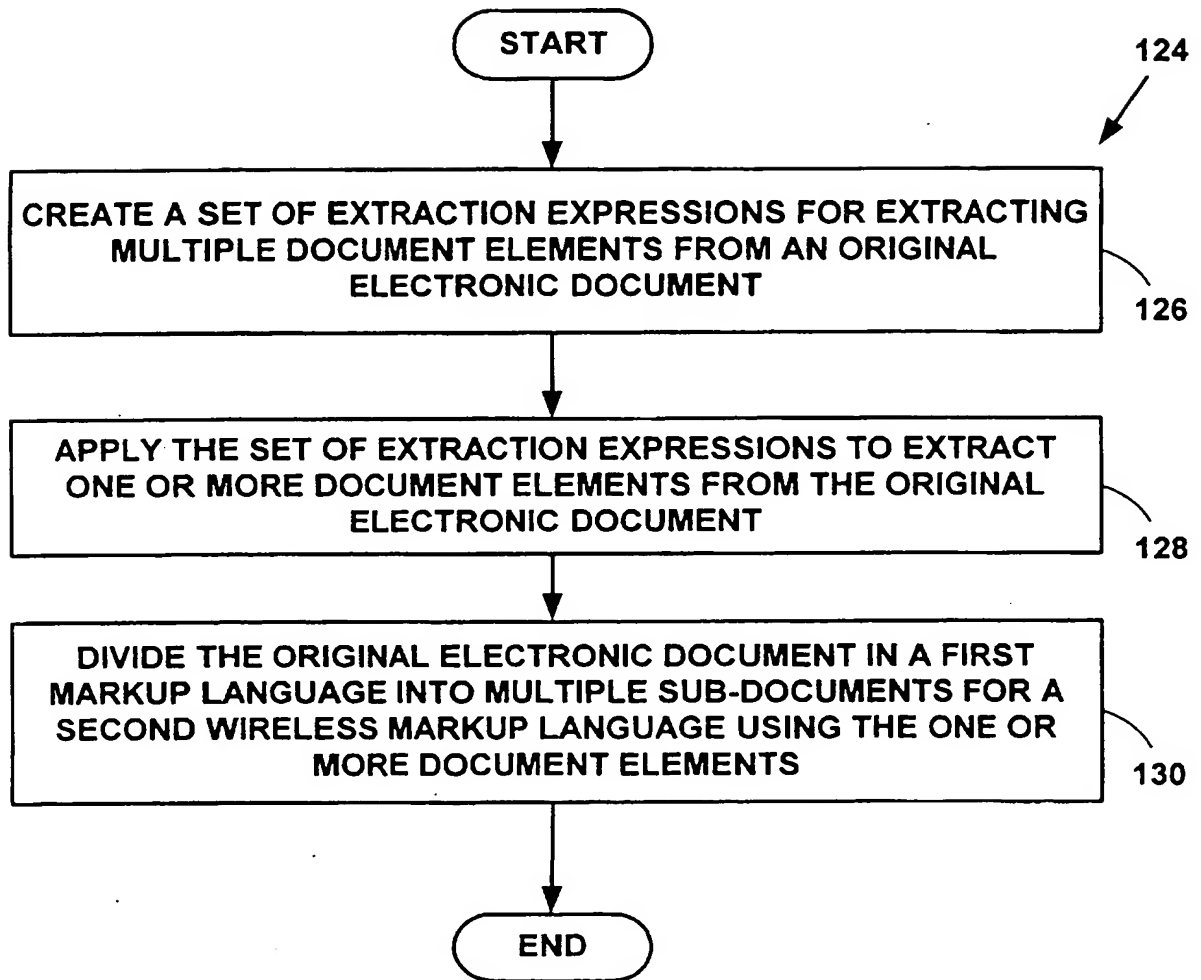 START
124
CREATE A SET OF EXTRACTION EXPRESSIONS FOR EXTRACTING
MULTIPLE DOCUMENT ELEMENTS FROM AN ORIGINAL
ELECTRONIC DOCUMENT
126
APPLY THE SET OF EXTRACTION EXPRESSIONS TO EXTRACT
ONE OR MORE DOCUMENT ELEMENTS FROM THE ORIGINAL
ELECTRONIC DOCUMENT
128
DIVIDE THE ORIGINAL ELECTRONIC DOCUMENT IN A FIRST
MARKUP LANGUAGE INTO MULTIPLE SUB-DOCUMENTS FOR A
SECOND WIRELESS MARKUP LANGUAGE USING THE ONE OR
MORE DOCUMENT ELEMENTS
130
END